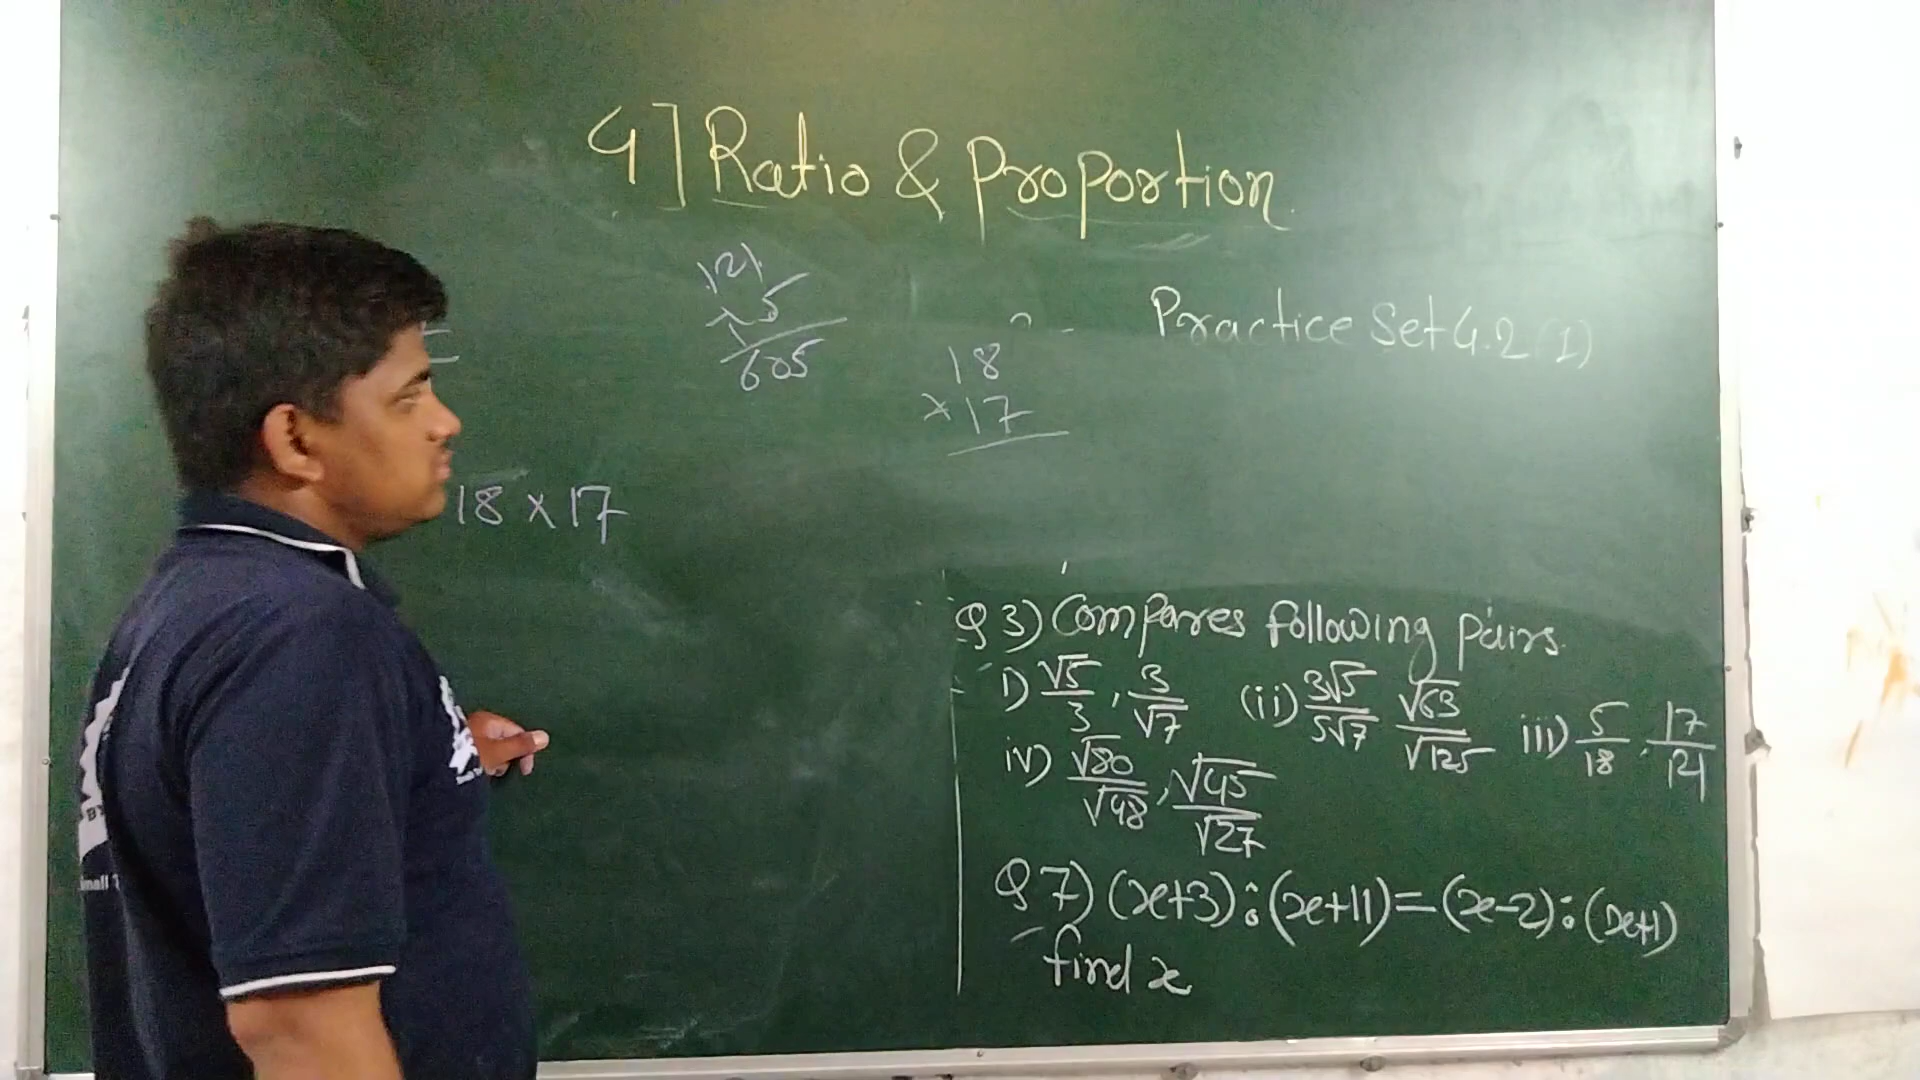 4] Ratio & Proportion
121
x 5
1
605
18
x 17
Practice Set 4.2 (1)
=
18 x 17
Q 3) Compares following pairs.
i) √5/3 , 3/√7 (ii) 3√5/5√7 √63/√125 iii) 5/18 , 17/121
iv) √80/√48 , √45/√27
Q 7) (x+3):(x+11)=(x-2):(x+1)
find x